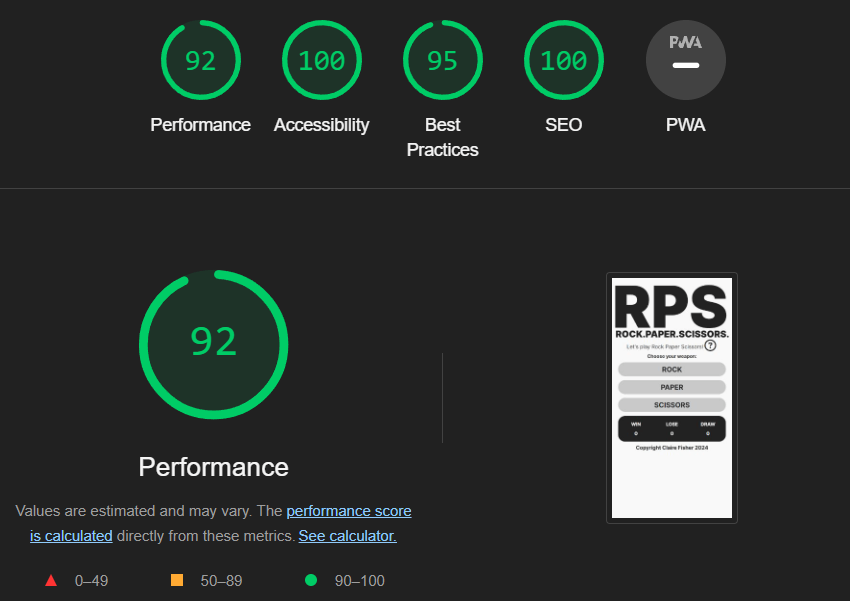 92
100
95
100
PWA
Performance
Accessibility
Best
Practices
SEO
PWA
92
Performance
Values are estimated and may vary. The performance score
is calculated directly from these metrics. See calculator.
0–49
50–89
90–100
RPS
ROCK.PAPER.SCISSORS.
Let's play Rock Paper Scissors! ?
Choose your weapon:
ROCK
PAPER
SCISSORS
WIN LOSE DRAW
0 0 0
Copyright Claire Fisher 2024